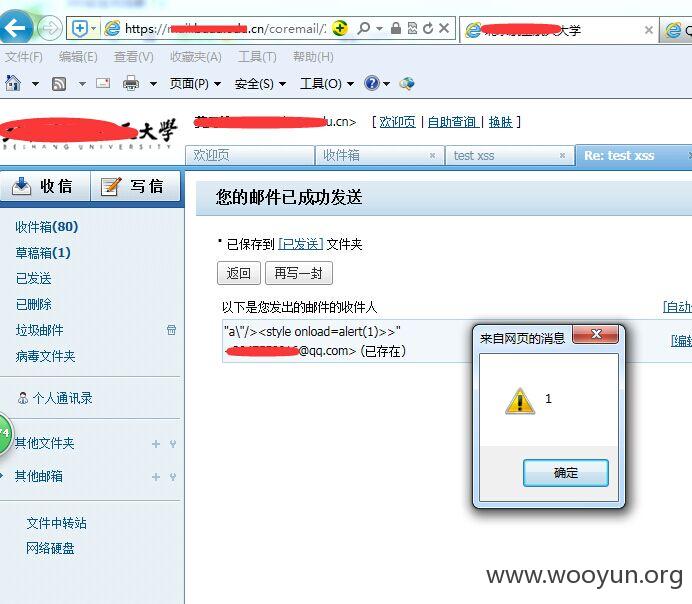 https://
.cn/coremail/
大学
文件(F) 编辑(E) 查看(V) 收藏夹(A) 工具(T) 帮助(H)
页面(P) 安全(S) 工具(O)
大學
BEIHANG UNIVERSITY
du.cn> [ 欢迎页 | 自助查询 | 换肤 ]
欢迎页 收件箱 test xss Re: test xss
收信 写信
您的邮件已成功发送
收件箱(80)
草稿箱(1)
已发送
已删除
垃圾邮件
病毒文件夹
个人通讯录
74
其他文件夹
其他邮箱
文件中转站
网络硬盘
已保存到 [已发送] 文件夹
返回 再写一封
以下是您发出的邮件的收件人
"a\"/><style onload=alert(1)>>"
@qq.com> (已存在)
[自动
[编辑
来自网页的消息
1
确定
www.wooyun.org